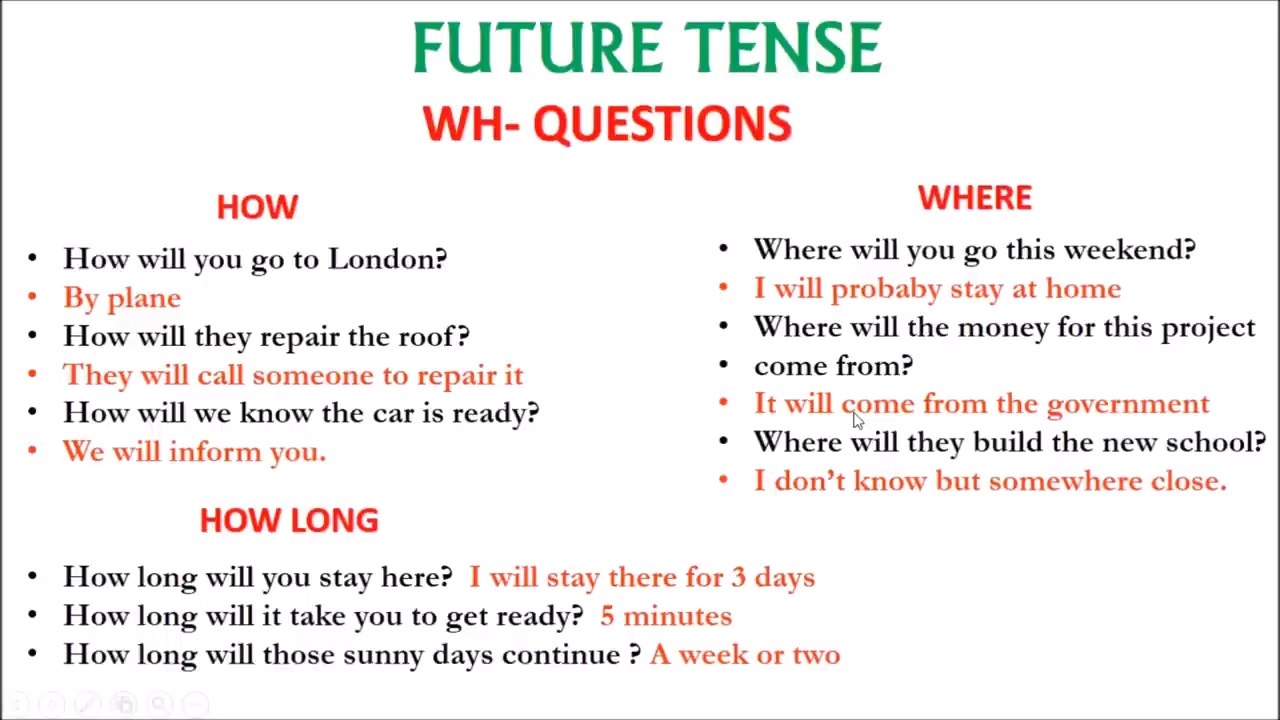 FUTURE TENSE
WH- QUESTIONS
HOW
• How will you go to London?
• By plane
• How will they repair the roof?
• They will call someone to repair it
• How will we know the car is ready?
• We will inform you.
WHERE
• Where will you go this weekend?
• I will probaby stay at home
• Where will the money for this project
• come from?
• It will come from the government
• Where will they build the new school?
• I don't know but somewhere close.
HOW LONG
• How long will you stay here? I will stay there for 3 days
• How long will it take you to get ready? 5 minutes
• How long will those sunny days continue ? A week or two